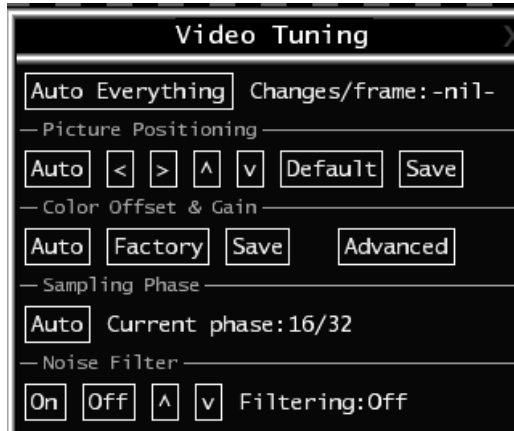 Video Tuning X
Auto Everything Changes/frame:-nil-
Picture Positioning
Auto < > ^ v Default Save
Color Offset & Gain
Auto Factory Save Advanced
Sampling Phase
Auto Current phase:16/32
Noise Filter
On Off ^ v Filtering:Off